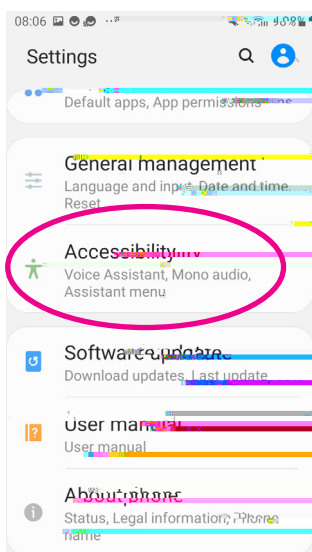 08:06
Settings
Default apps, App permissions
General management
Language and input, Date and time,
Reset
Accessibility
Voice Assistant, Mono audio,
Assistant menu
Software update
Download updates, Last update
User manual
User manual
About phone
Status, Legal information, Phone
name